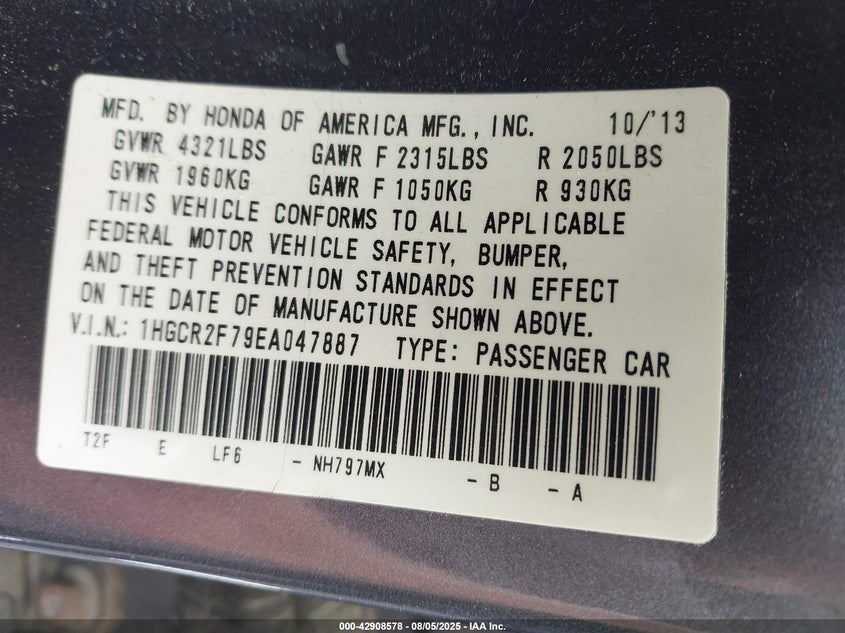 MFD. BY HONDA OF AMERICA MFG., INC. 10/'13
GVWR 4321LBS GAWR F 2315LBS R 2050LBS
GVWR 1960KG GAWR F 1050KG R 930KG
THIS VEHICLE CONFORMS TO ALL APPLICABLE
FEDERAL MOTOR VEHICLE SAFETY, BUMPER,
AND THEFT PREVENTION STANDARDS IN EFFECT
ON THE DATE OF MANUFACTURE SHOWN ABOVE.
V.I.N.: 1HGCR2F79EA047887 TYPE: PASSENGER CAR
T2F E LF6 - NH797MX - B - A
000-42908578 - 08/05/2025 - IAA Inc.